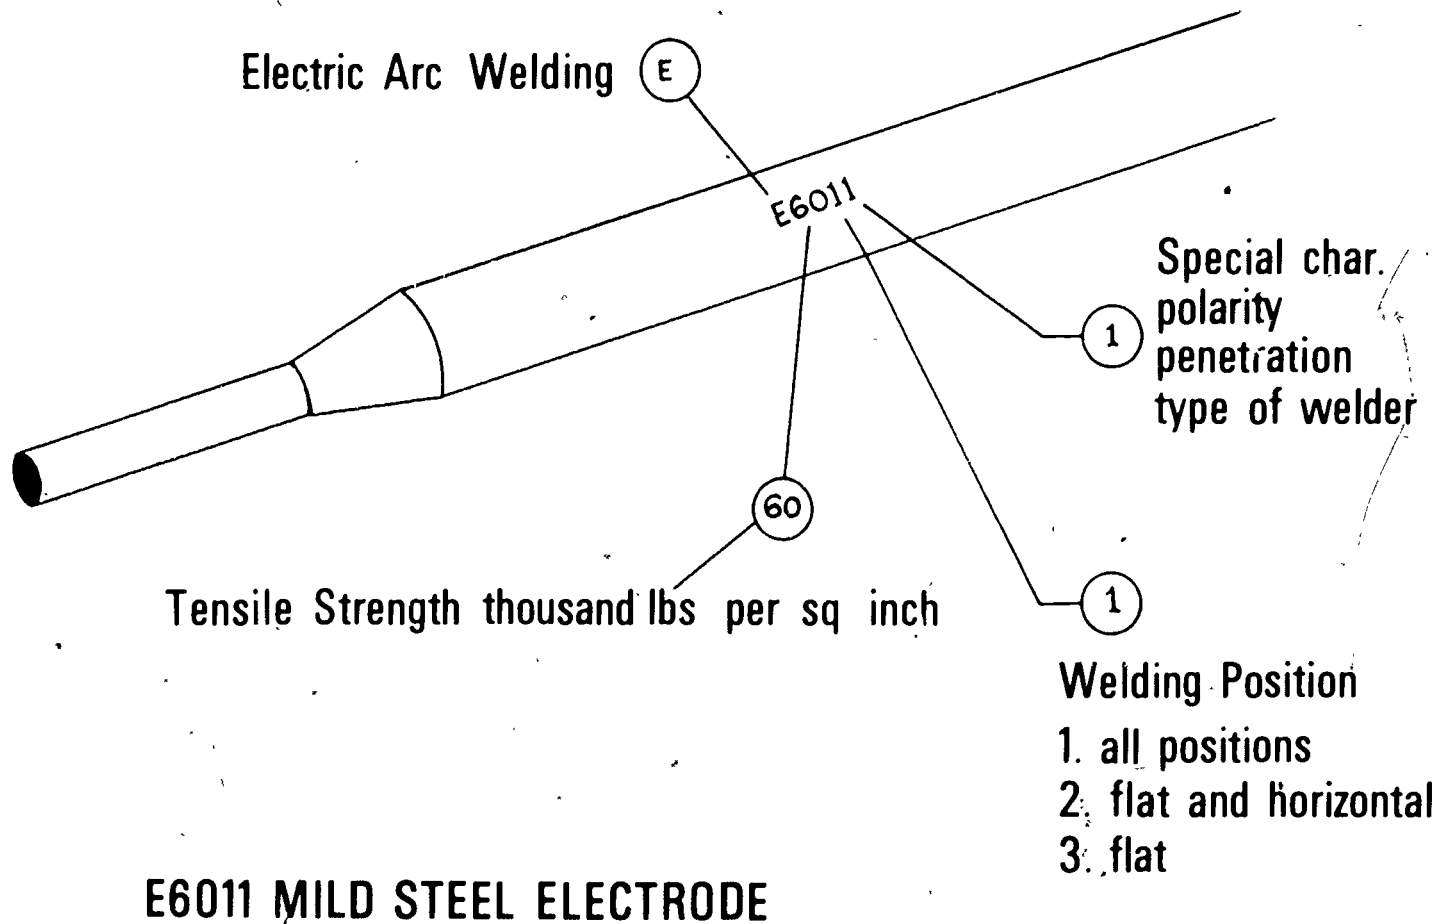 Electric Arc Welding E
E6011
Special char.
polarity
penetration
type of welder
1
60
Tensile Strength thousand lbs per sq inch
1
Welding Position
1. all positions
2. flat and horizontal
3. flat
E6011 MILD STEEL ELECTRODE